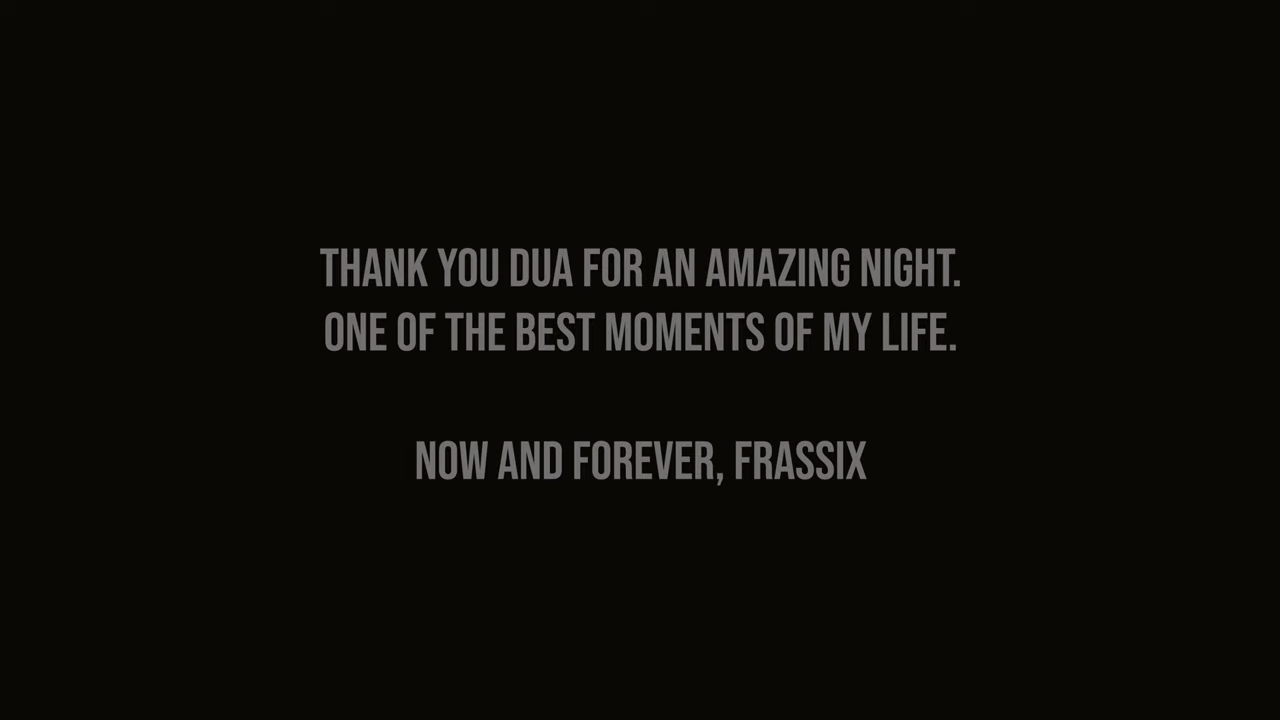 THANK YOU DUA FOR AN AMAZING NIGHT.
ONE OF THE BEST MOMENTS OF MY LIFE.
NOW AND FOREVER, FRASSIX